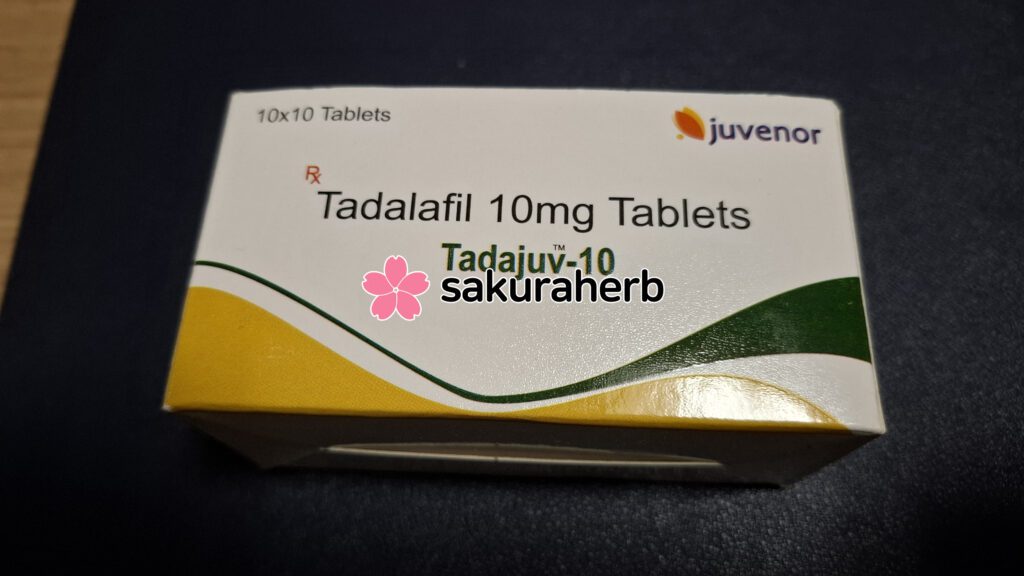 10x10 Tablets
juvenor
Rx
Tadalafil 10mg Tablets
Tadajuv™-10
sakuraherb